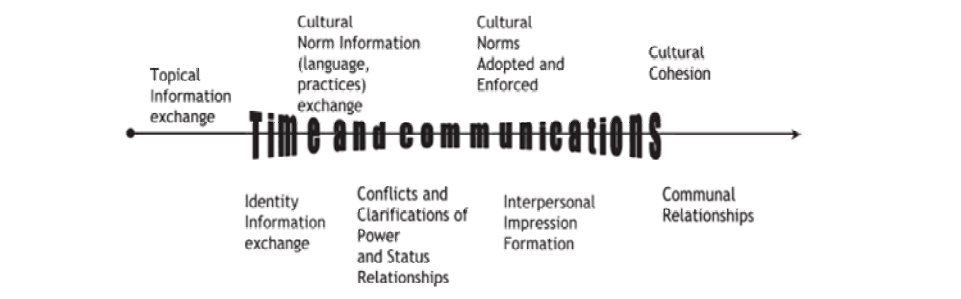 Cultural
Norm Information
(language,
practices)
exchange
Cultural
Norms
Adopted and
Enforced
Cultural
Cohesion
Topical
Information
exchange
Time and communications
Identity
Information
exchange
Conflicts and
Clarifications of
Power
and Status
Relationships
Interpersonal
Impression
Formation
Communal
Relationships